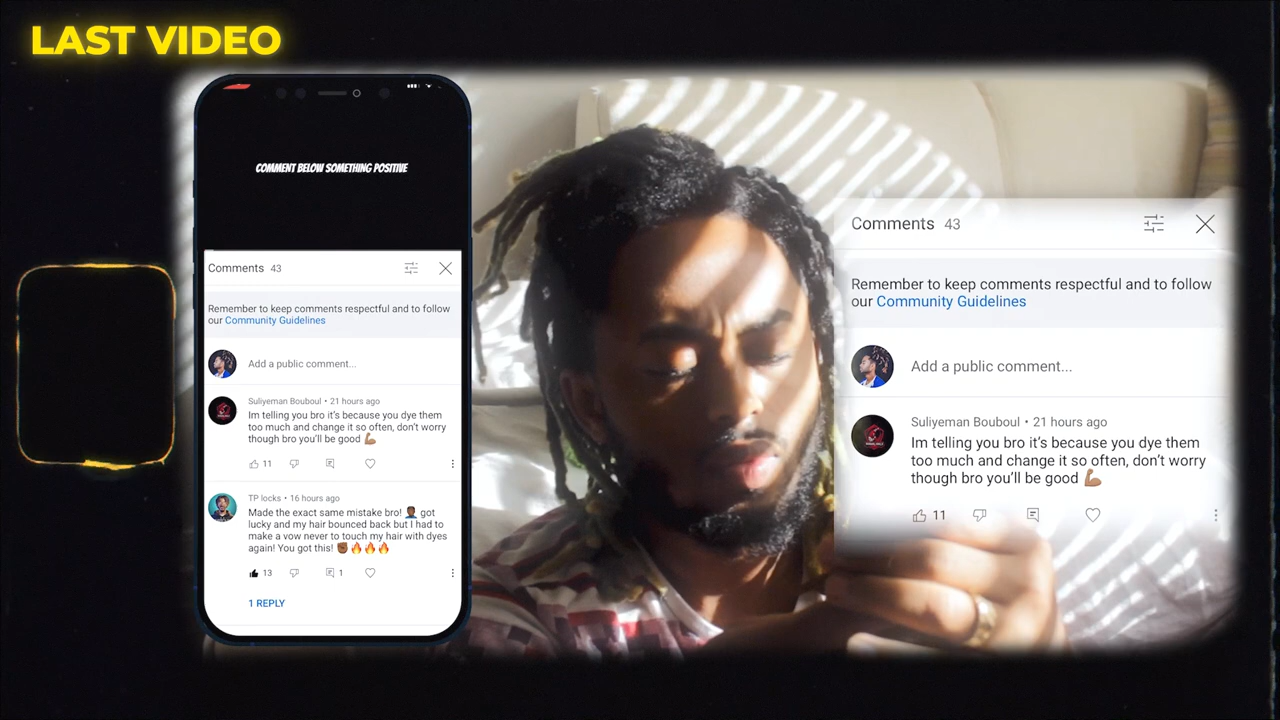 LAST VIDEO
COMMENT BELOW SOMETHING POSITIVE
Comments 43
Remember to keep comments respectful and to follow
our Community Guidelines
Add a public comment...
Suliyeman Bouboul • 21 hours ago
Im telling you bro it's because you dye them
too much and change it so often, don't worry
though bro you'll be good 💪🏽
11
TP locks • 16 hours ago
Made the exact same mistake bro! 🤦🏿‍♂️ got
lucky and my hair bounced back but I had to
make a vow never to touch my hair with dyes
again! You got this! ✊🏿🔥🔥🔥
13 1
1 REPLY
Comments 43
Remember to keep comments respectful and to follow
our Community Guidelines
Add a public comment...
Suliyeman Bouboul • 21 hours ago
Im telling you bro it's because you dye them
too much and change it so often, don't worry
though bro you'll be good 💪🏽
11